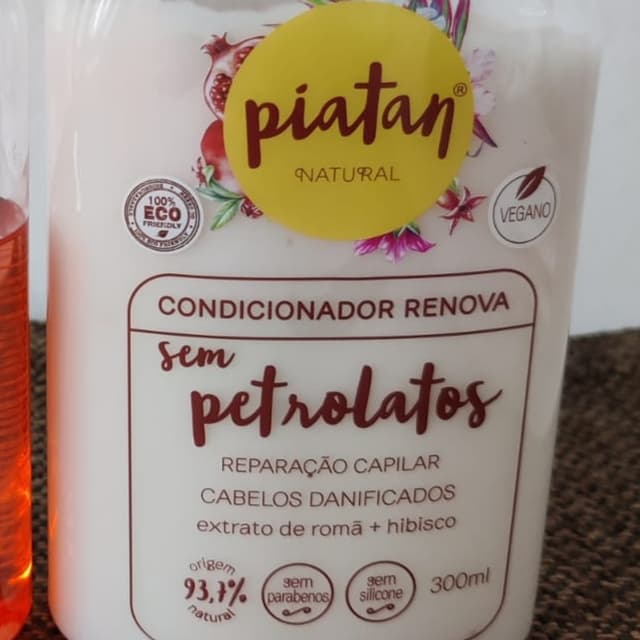 piatan®
NATURAL
100%
ECO
FRIENDLY
VEGANO
CONDICIONADOR RENOVA
sem
petrolatos
REPARAÇÃO CAPILAR
CABELOS DANIFICADOS
extrato de romã + hibisco
origem
93,7%
natural
sem
parabenos
sem
silicone
300ml